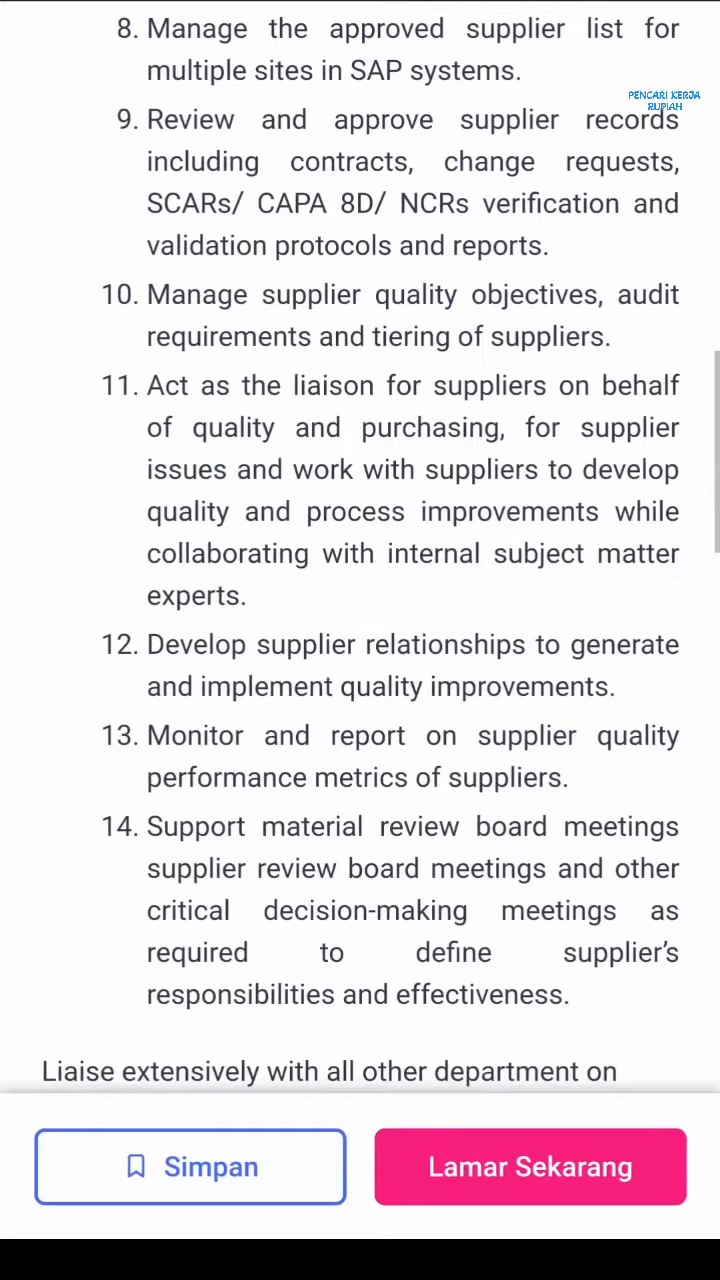 8. Manage the approved supplier list for
multiple sites in SAP systems.
PENCARI KERJA
RUPIAH
9. Review and approve supplier records
including contracts, change requests,
SCARs/ CAPA 8D/ NCRs verification and
validation protocols and reports.
10. Manage supplier quality objectives, audit
requirements and tiering of suppliers.
11. Act as the liaison for suppliers on behalf
of quality and purchasing, for supplier
issues and work with suppliers to develop
quality and process improvements while
collaborating with internal subject matter
experts.
12. Develop supplier relationships to generate
and implement quality improvements.
13. Monitor and report on supplier quality
performance metrics of suppliers.
14. Support material review board meetings
supplier review board meetings and other
critical decision-making meetings as
required to define supplier’s
responsibilities and effectiveness.
Liaise extensively with all other department on
Simpan
Lamar Sekarang